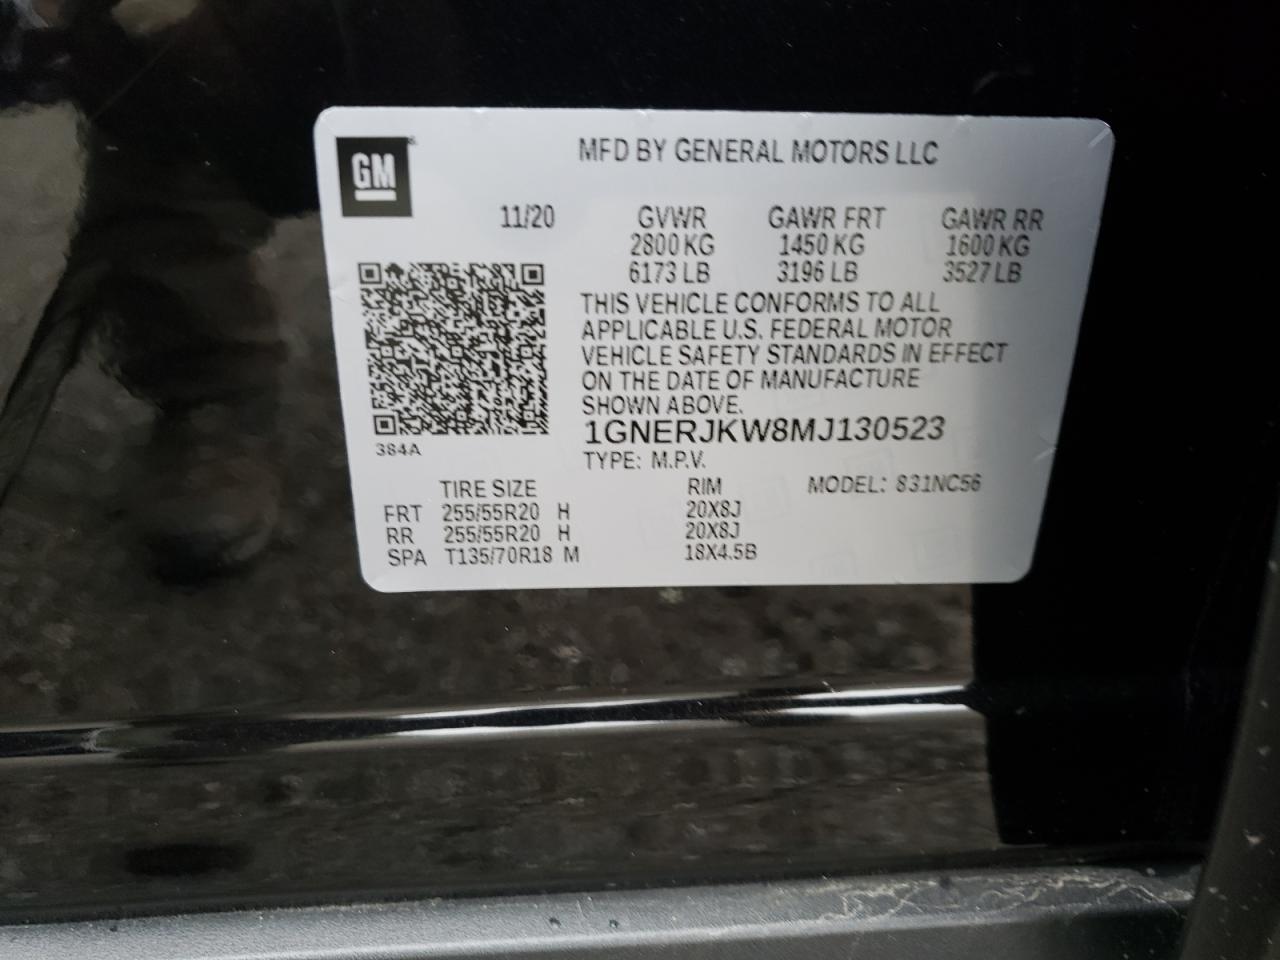 GM
MFD BY GENERAL MOTORS LLC
11/20 GVWR GAWR FRT GAWR RR
2800 KG 1450 KG 1600 KG
6173 LB 3196 LB 3527 LB
THIS VEHICLE CONFORMS TO ALL
APPLICABLE U.S. FEDERAL MOTOR
VEHICLE SAFETY STANDARDS IN EFFECT
ON THE DATE OF MANUFACTURE
SHOWN ABOVE.
1GNERJKW8MJ130523
384A
TYPE: M.P.V.
TIRE SIZE RIM MODEL: 831NC56
FRT 255/55R20 H 20X8J
RR 255/55R20 H 20X8J
SPA T135/70R18 M 18X4.5B